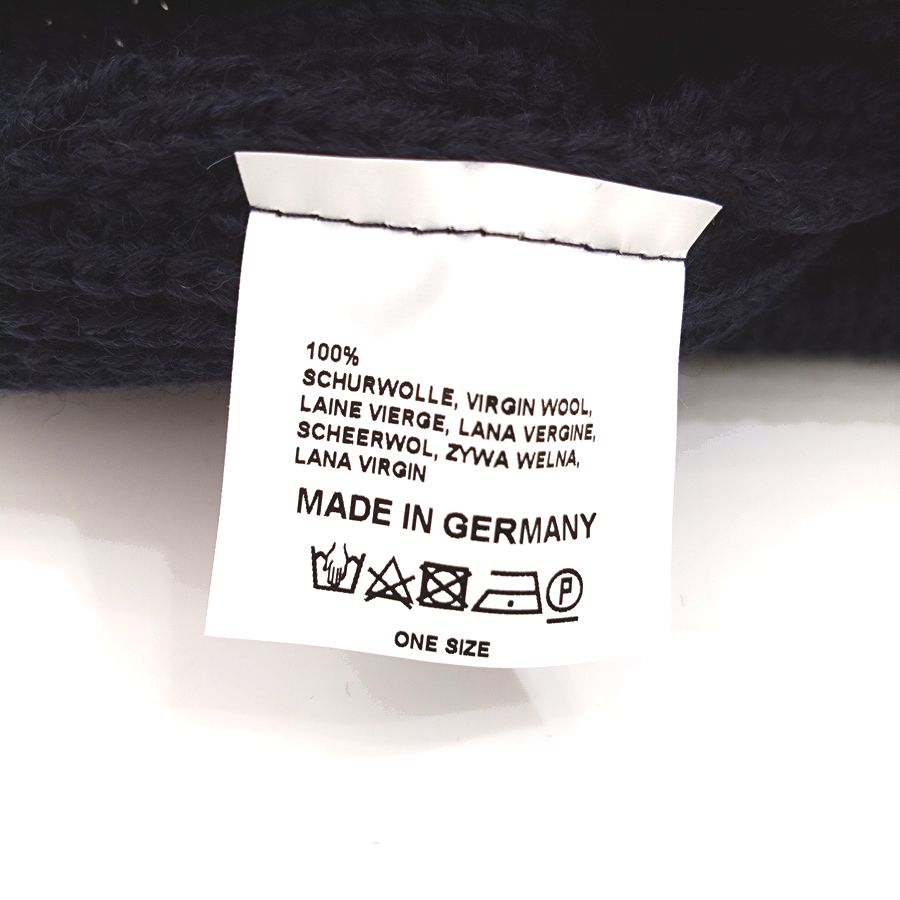 100%
SCHURWOLLE, VIRGIN WOOL,
LAINE VIERGE, LANA VERGINE,
SCHEERWOL, ZYWA WELNA,
LANA VIRGIN
MADE IN GERMANY
P
ONE SIZE